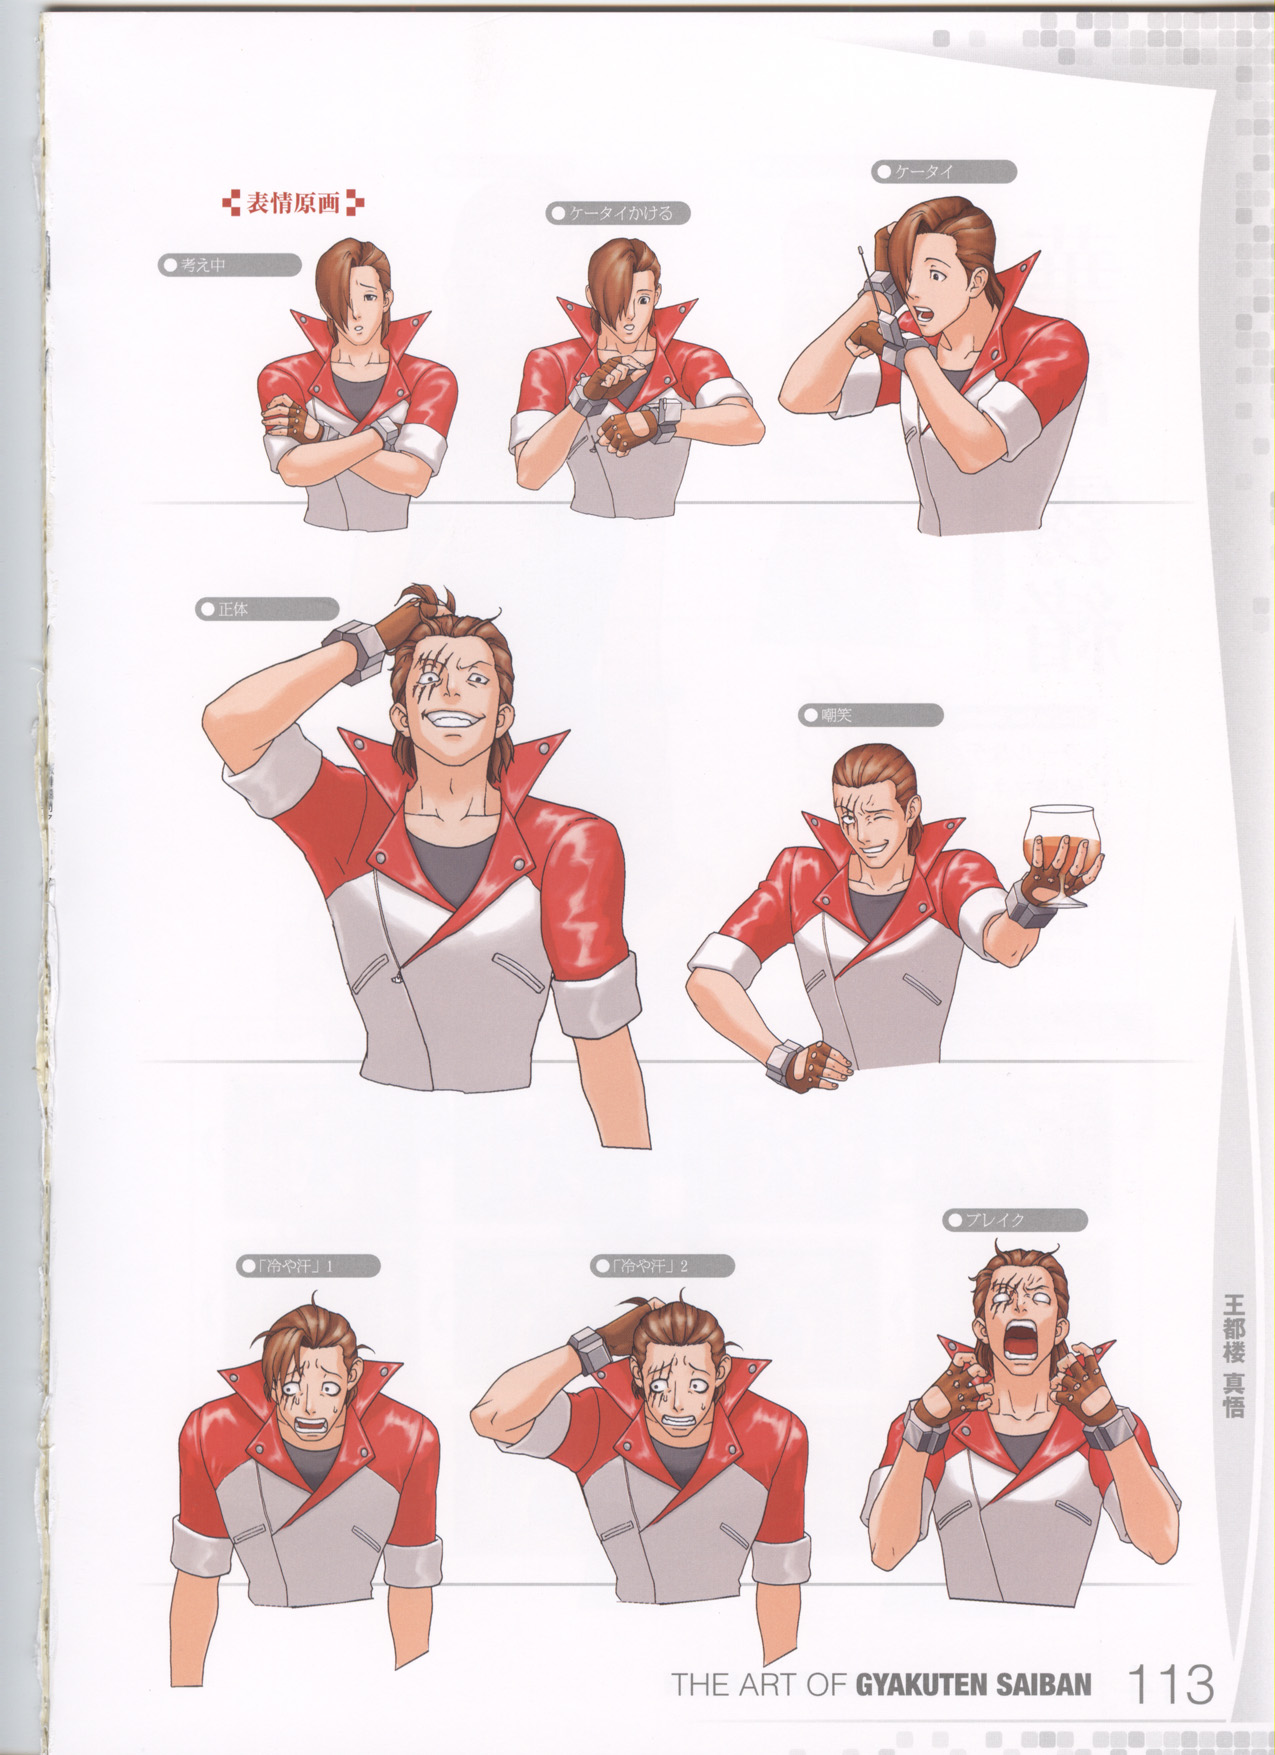 表情原画
考え中
ケータイかける
ケータイ
正体
嘲笑
「冷や汗」1
「冷や汗」2
ブレイク
王都楼 真悟
THE ART OF GYAKUTEN SAIBAN 113